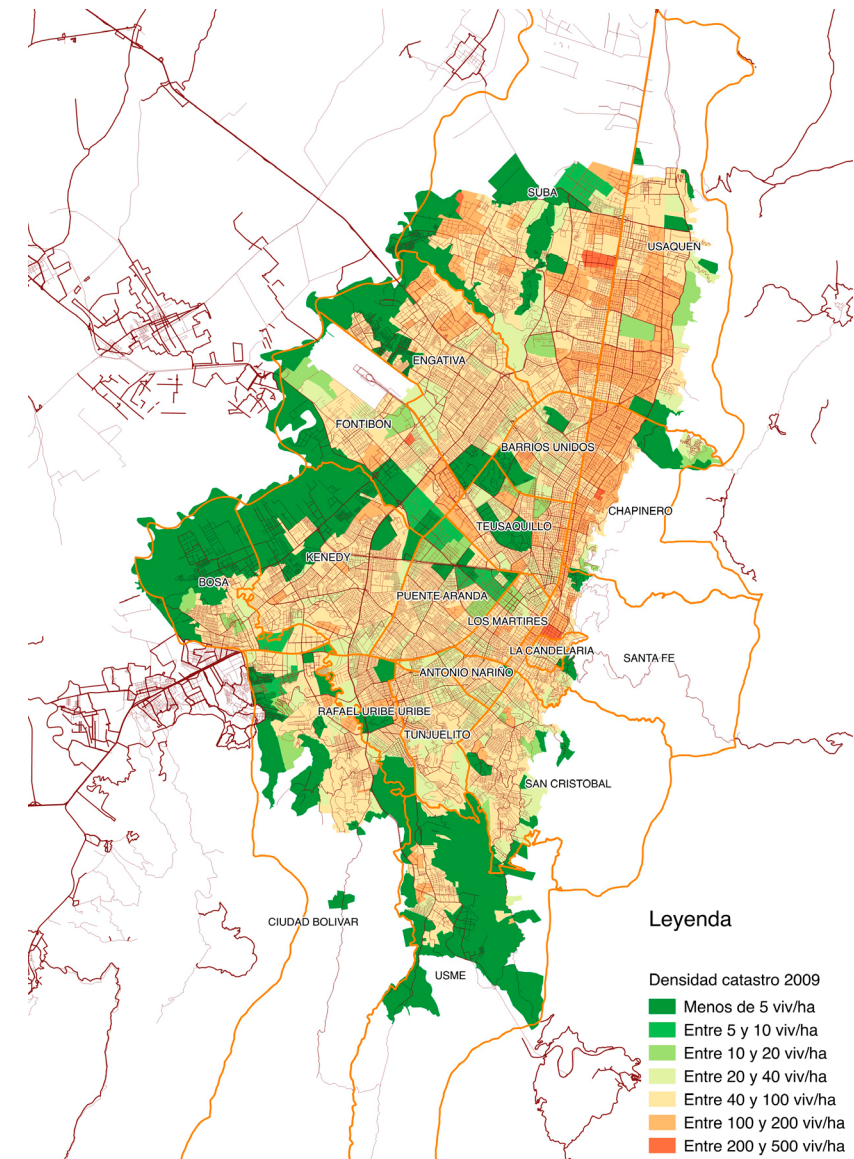 SUBA
USAQUEN
ENGATIVA
FONTIBON
BARRIOS UNIDOS
CHAPINERO
TEUSAQUILLO
KENEDY
BOSA
PUENTE ARANDA
LOS MARTIRES
LA CANDELARIA
SANTA FE
ANTONIO NARIÑO
RAFAEL URIBE URIBE
TUNJUELITO
SAN CRISTOBAL
CIUDAD BOLIVAR
USME
Leyenda
Densidad catastro 2009
Menos de 5 viv/ha
Entre 5 y 10 viv/ha
Entre 10 y 20 viv/ha
Entre 20 y 40 viv/ha
Entre 40 y 100 viv/ha
Entre 100 y 200 viv/ha
Entre 200 y 500 viv/ha